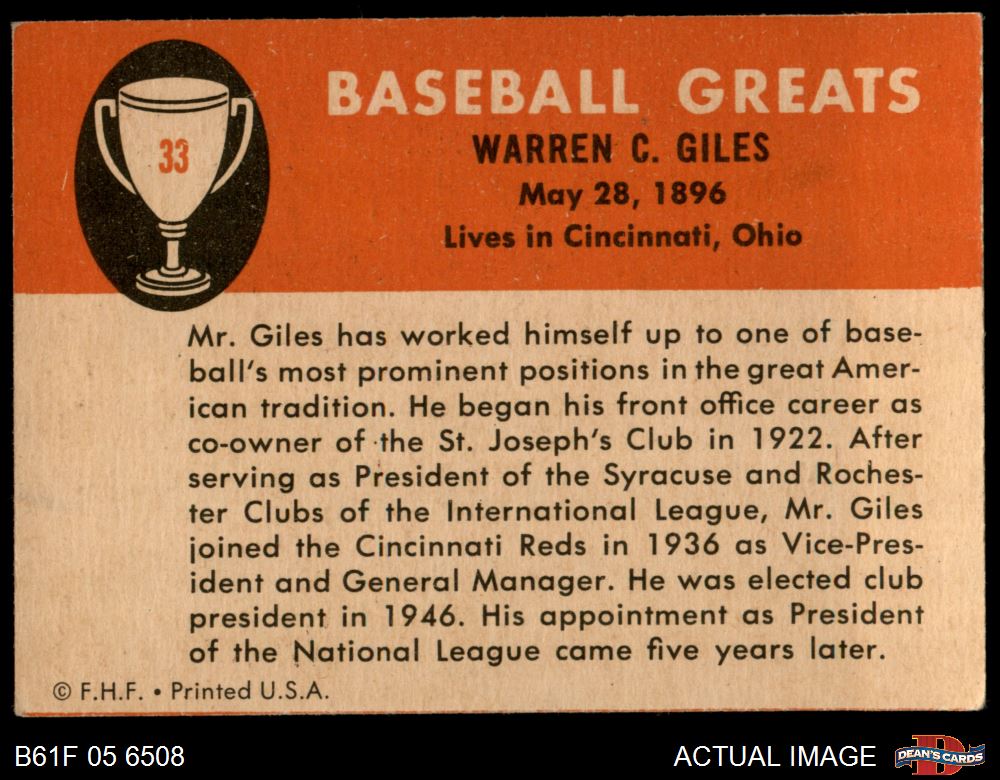 33
BASEBALL GREATS
WARREN C. GILES
May 28, 1896
Lives in Cincinnati, Ohio
Mr. Giles has worked himself up to one of base-
ball's most prominent positions in the great Amer-
ican tradition. He began his front office career as
co-owner of the St. Joseph's Club in 1922. After
serving as President of the Syracuse and Roches-
ter Clubs of the International League, Mr. Giles
joined the Cincinnati Reds in 1936 as Vice-Pres-
ident and General Manager. He was elected club
president in 1946. His appointment as President
of the National League came five years later.
© F.H.F. • Printed U.S.A.
B61F 05 6508
ACTUAL IMAGE
D
DEAN'S CARDS